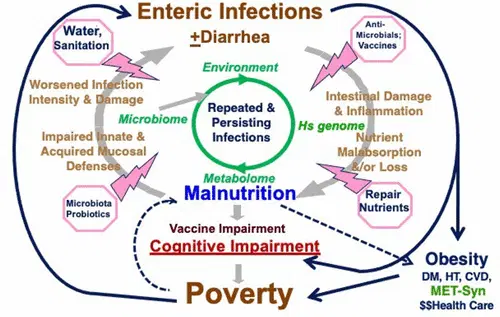 Enteric Infections
±Diarrhea
Water,
Sanitation
Anti-
Microbials;
Vaccines
Worsened Infection
Intensity & Damage
Environment
Intestinal Damage
& Inflammation
Microbiome
Repeated &
Persisting
Infections
Hs genome
Impaired Innate &
Acquired Mucosal
Defenses
Nutrient
Malabsorption
&/or Loss
Metabolome
Malnutrition
Microbiota
Probiotics
Repair
Nutrients
Vaccine Impairment
Cognitive Impairment
Obesity
DM, HT, CVD,
MET-Syn
$$Health Care
Poverty